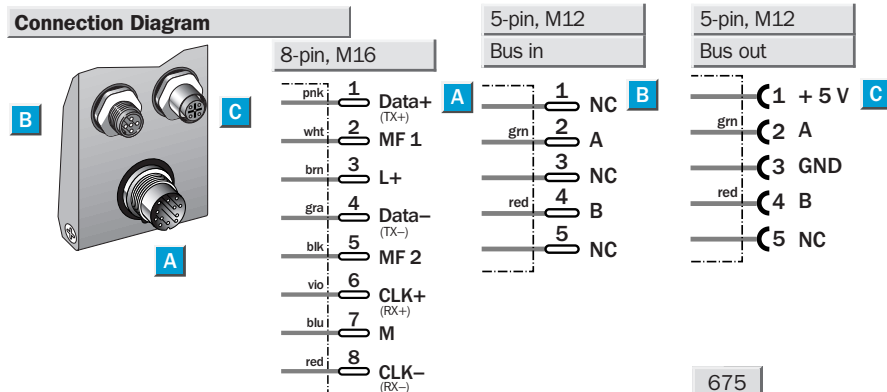 Connection Diagram
B
C
A
8-pin, M16
A
pnk 1 Data+
(TX+)
wht 2 MF 1
brn 3 L+
gra 4 Data–
(TX–)
blk 5 MF 2
vio 6 CLK+
(RX+)
blu 7 M
red 8 CLK–
(RX–)
5-pin, M12
Bus in
B
1 NC
grn 2 A
3 NC
red 4 B
5 NC
5-pin, M12
Bus out
1 + 5 V C
grn 2 A
3 GND
red 4 B
5 NC
675